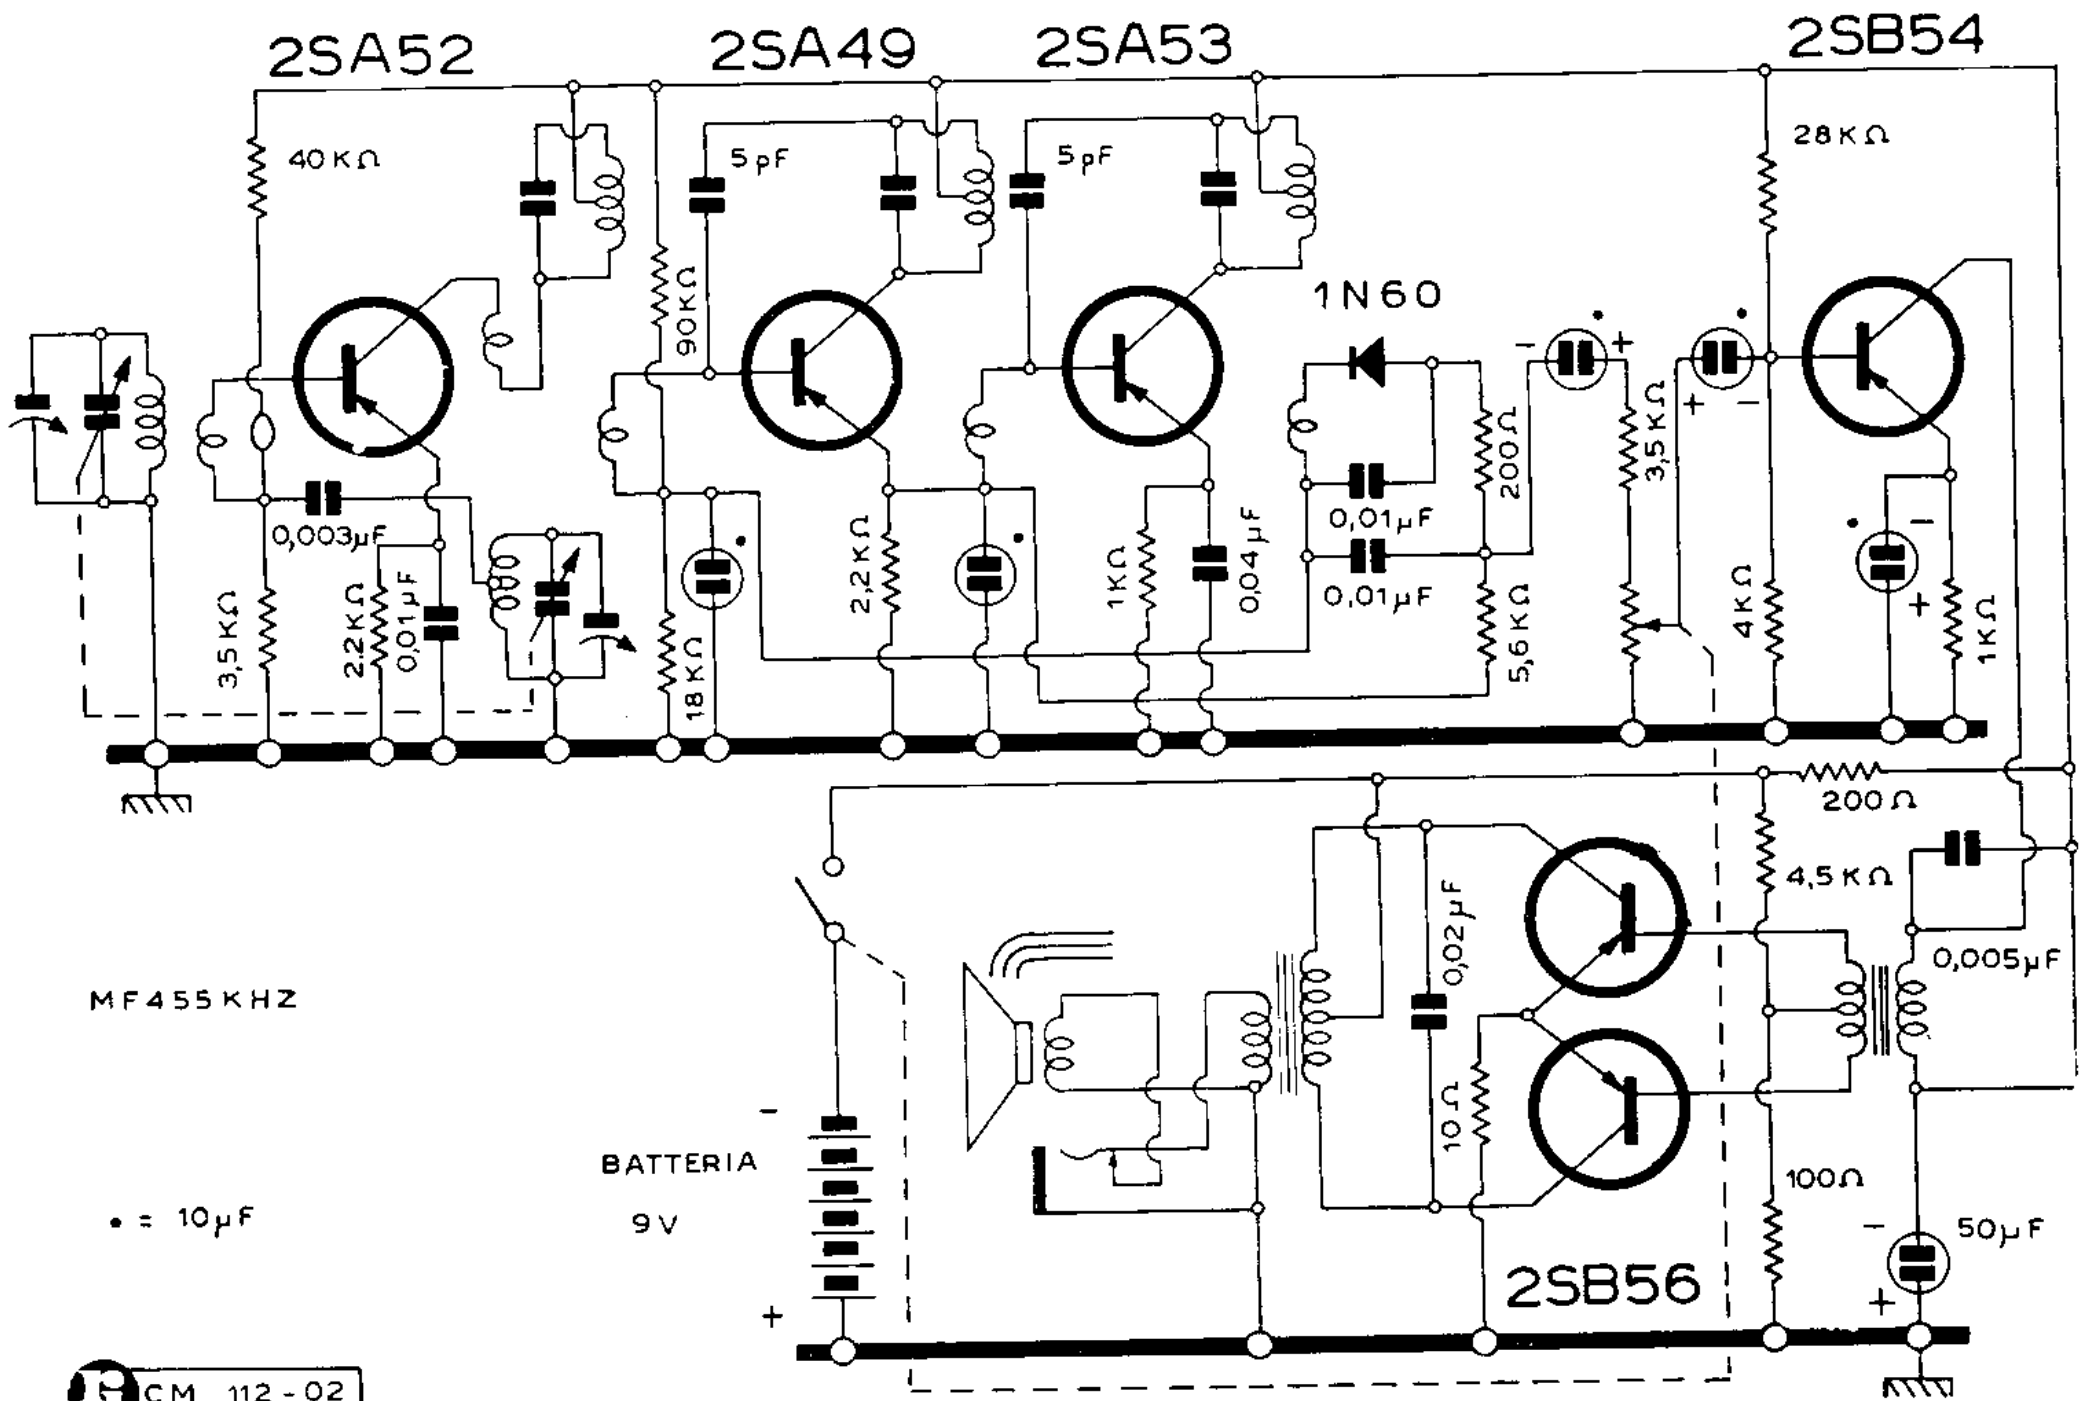 2SA52
2SA49
2SA53
2SB54
40KΩ
5pF
5pF
28KΩ
90KΩ
1N60
- +
+ -
200Ω
3,5KΩ
0,003µF
0,01µF
0,01µF
3,5KΩ
2.2KΩ
0,01µF
18KΩ
2,2KΩ
1KΩ
0,04µF
5,6KΩ
4KΩ
-
+
1KΩ
200Ω
4,5KΩ
0,005µF
0,02µF
MF455KHZ
10Ω
-
BATTERIA
9V
+
100Ω
• = 10µF
-
50µF
+
2SB56
CM 112-02